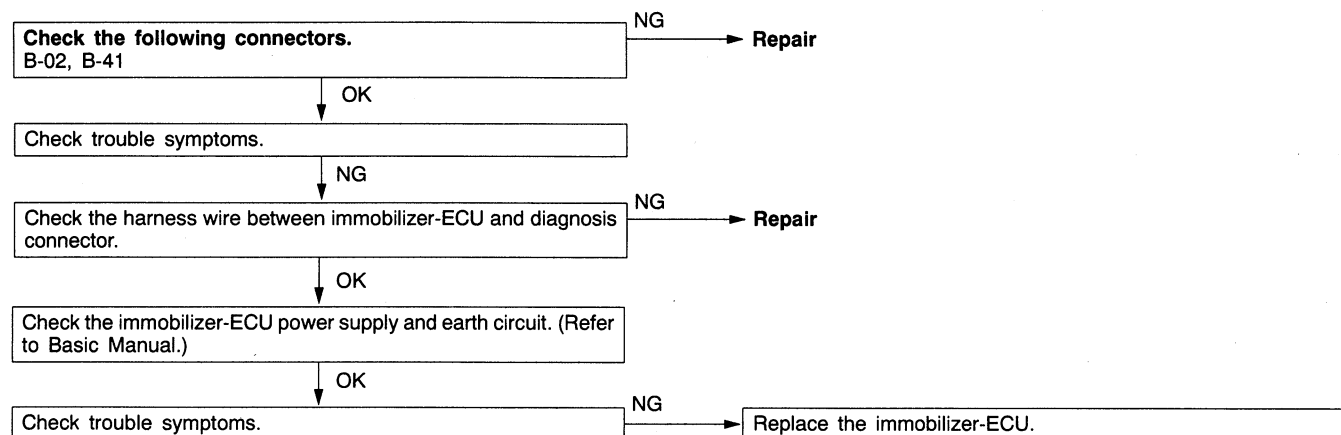 NG
Check the following connectors.
Repair
B-02, B-41
OK
Check trouble symptoms.
NG
NG
Check the harness wire between immobilizer-ECU and diagnosis
Repair
connector.
OK
Check the immobilizer-ECU power supply and earth circuit. (Refer
to Basic Manual.)
OK
NG
Check trouble symptoms.
Replace the immobilizer-ECU.